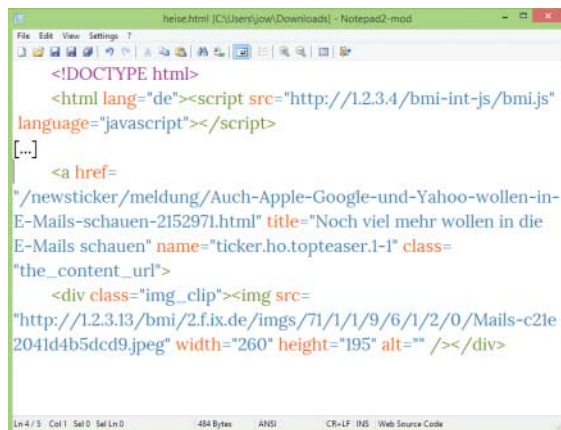 heise.html [C:\Users\jow\Downloads] - Notepad2-mod
File Edit View Settings ?
<!DOCTYPE html>
<html lang="de"><script src="http://1.2.3.4/bmi-int-js/bmi.js"
language="javascript"></script>
[...]
<a href=
"/newsticker/meldung/Auch-Apple-Google-und-Yahoo-wollen-in-
E-Mails-schauen-2152971.html" title="Noch viel mehr wollen in die
E-Mails schauen" name="ticker.ho.topteaser.1-1" class=
"the_content_url">
<div class="img_clip"><img src=
"http://1.2.3.13/bmi/2.f.ix.de/imgs/71/1/1/9/6/1/2/0/Mails-c21e
2041d4b5dcd9.jpeg" width="260" height="195" alt="" /></div>
Ln 4 / 5 Col 1 Sel 0 Sel Ln 0 484 Bytes ANSI CR+LF INS Web Source Code